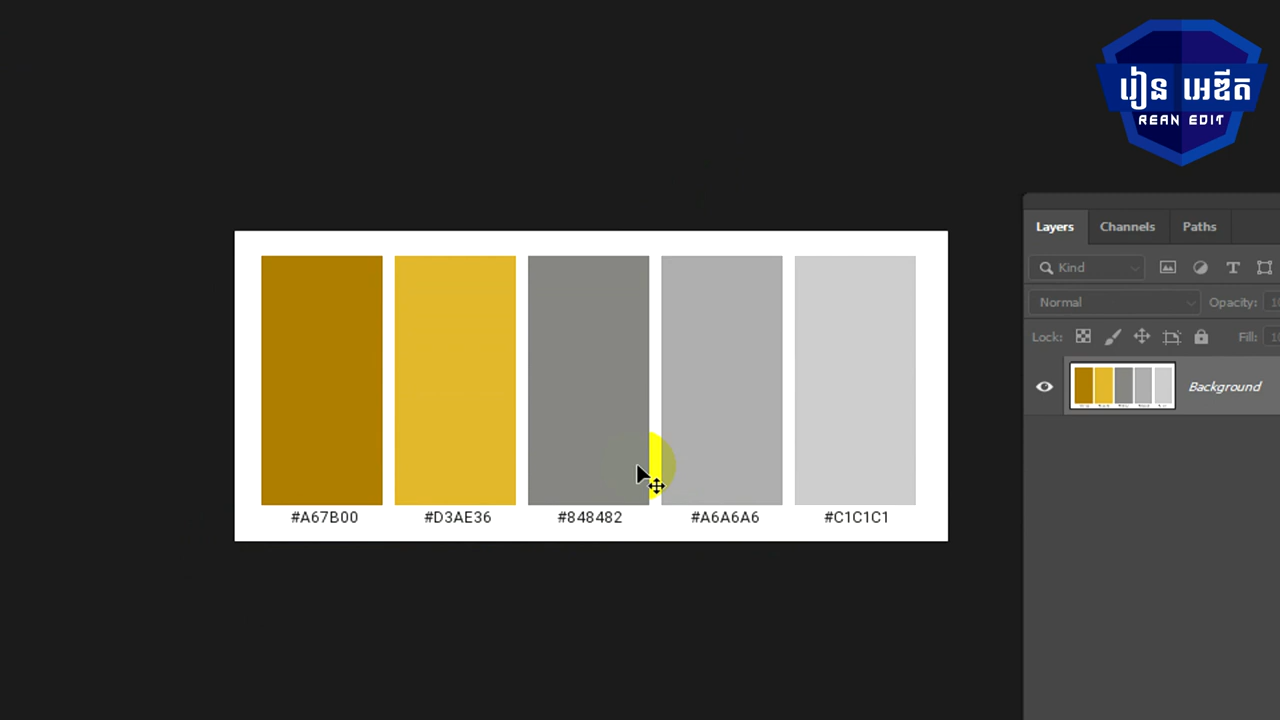 រៀន អេឌីត
REAN EDIT
Layers Channels Paths
Kind
Normal Opacity:
Lock: Fill:
Background
#A67B00 #D3AE36 #848482 #A6A6A6 #C1C1C1